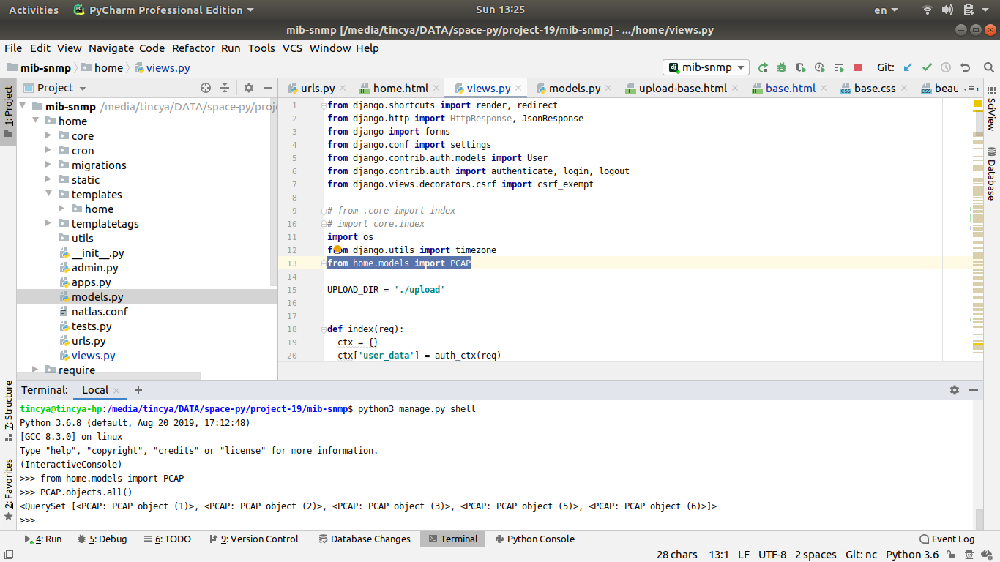 Activities PyCharm Professional Edition Sun 13:25 en
mib-snmp [/media/tincya/DATA/space-py/project-19/mib-snmp] - .../home/views.py
File Edit View Navigate Code Refactor Run Tools VCS Window Help
mib-snmp home views.py mib-snmp Git:
Project urls.py home.html views.py models.py upload-base.html base.html base.css beau
1: Project
mib-snmp /media/tincya/DATA/space-py/proje
home
core
cron
migrations
static
templates
home
templatetags
utils
__init__.py
admin.py
apps.py
models.py
natlas.conf
tests.py
urls.py
views.py
require
1 from django.shortcuts import render, redirect
2 from django.http import HttpResponse, JsonResponse
3 from django import forms
4 from django.conf import settings
5 from django.contrib.auth.models import User
6 from django.contrib.auth import authenticate, login, logout
7 from django.views.decorators.csrf import csrf_exempt
8
9 # from .core import index
10 # import core.index
11 import os
12 from django.utils import timezone
13 from home.models import PCAP
14
15 UPLOAD_DIR = './upload'
16
17
18 def index(req):
19 ctx = {}
20 ctx['user_data'] = auth_ctx(req)
SciView
Database
7: Structure
2: Favorites
Terminal: Local
tincya@tincya-hp:/media/tincya/DATA/space-py/project-19/mib-snmp$ python3 manage.py shell
Python 3.6.8 (default, Aug 20 2019, 17:12:48)
[GCC 8.3.0] on linux
Type "help", "copyright", "credits" or "license" for more information.
(InteractiveConsole)
>>> from home.models import PCAP
>>> PCAP.objects.all()
<QuerySet [<PCAP: PCAP object (1)>, <PCAP: PCAP object (2)>, <PCAP: PCAP object (3)>, <PCAP: PCAP object (5)>, <PCAP: PCAP object (6)>]>
>>>
4: Run 5: Debug 6: TODO 9: Version Control Database Changes Terminal Python Console Event Log
28 chars 13:1 LF UTF-8 2 spaces Git: nc Python 3.6